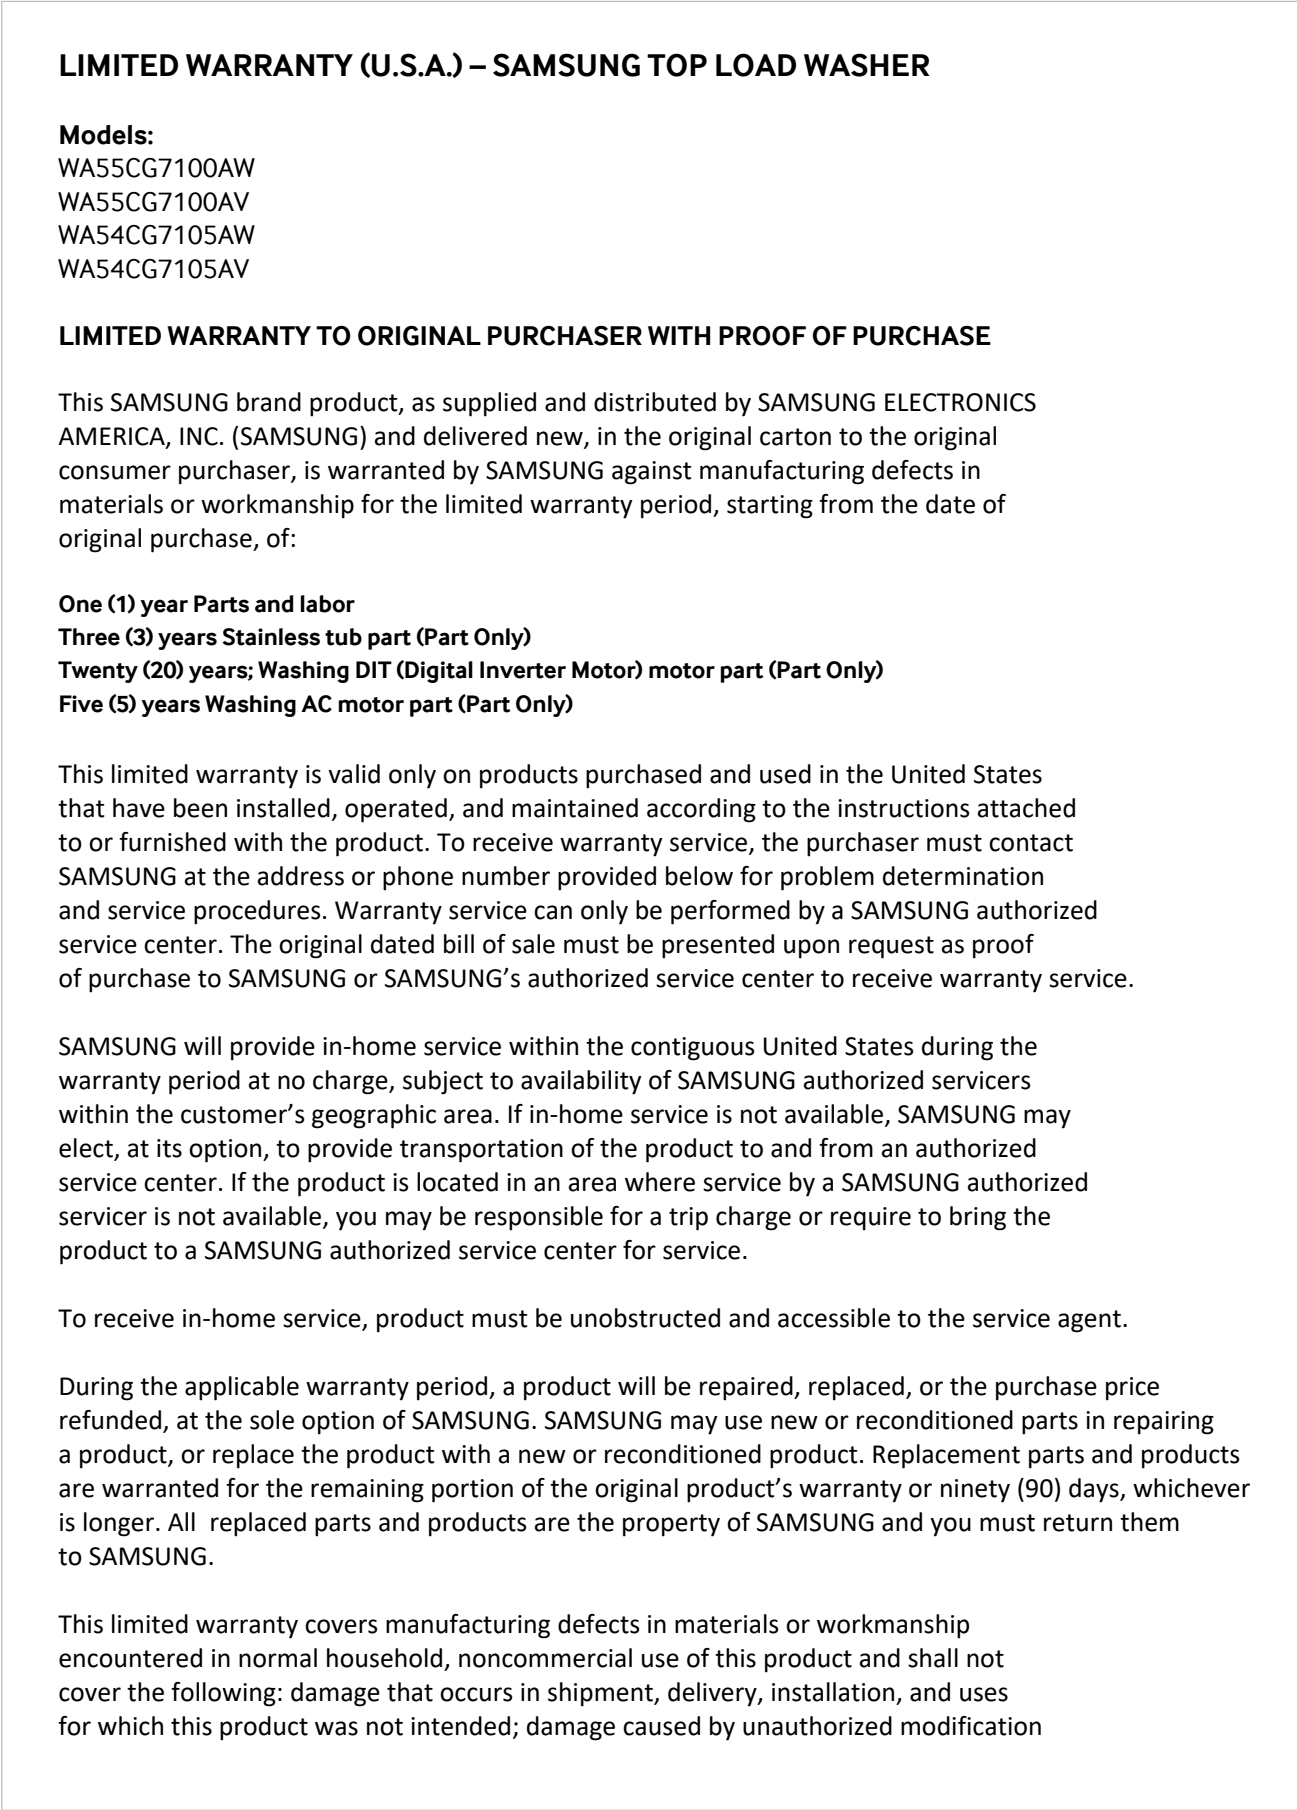 LIMITED WARRANTY (U.S.A.) – SAMSUNG TOP LOAD WASHER
Models:
WA55CG7100AW
WA55CG7100AV
WA54CG7105AW
WA54CG7105AV
LIMITED WARRANTY TO ORIGINAL PURCHASER WITH PROOF OF PURCHASE
This SAMSUNG brand product, as supplied and distributed by SAMSUNG ELECTRONICS
AMERICA, INC. (SAMSUNG) and delivered new, in the original carton to the original
consumer purchaser, is warranted by SAMSUNG against manufacturing defects in
materials or workmanship for the limited warranty period, starting from the date of
original purchase, of:
One (1) year Parts and labor
Three (3) years Stainless tub part (Part Only)
Twenty (20) years; Washing DIT (Digital Inverter Motor) motor part (Part Only)
Five (5) years Washing AC motor part (Part Only)
This limited warranty is valid only on products purchased and used in the United States
that have been installed, operated, and maintained according to the instructions attached
to or furnished with the product. To receive warranty service, the purchaser must contact
SAMSUNG at the address or phone number provided below for problem determination
and service procedures. Warranty service can only be performed by a SAMSUNG authorized
service center. The original dated bill of sale must be presented upon request as proof
of purchase to SAMSUNG or SAMSUNG’s authorized service center to receive warranty service.
SAMSUNG will provide in-home service within the contiguous United States during the
warranty period at no charge, subject to availability of SAMSUNG authorized servicers
within the customer’s geographic area. If in-home service is not available, SAMSUNG may
elect, at its option, to provide transportation of the product to and from an authorized
service center. If the product is located in an area where service by a SAMSUNG authorized
servicer is not available, you may be responsible for a trip charge or require to bring the
product to a SAMSUNG authorized service center for service.
To receive in-home service, product must be unobstructed and accessible to the service agent.
During the applicable warranty period, a product will be repaired, replaced, or the purchase price
refunded, at the sole option of SAMSUNG. SAMSUNG may use new or reconditioned parts in repairing
a product, or replace the product with a new or reconditioned product. Replacement parts and products
are warranted for the remaining portion of the original product’s warranty or ninety (90) days, whichever
is longer. All  replaced parts and products are the property of SAMSUNG and you must return them
to SAMSUNG.
This limited warranty covers manufacturing defects in materials or workmanship
encountered in normal household, noncommercial use of this product and shall not
cover the following: damage that occurs in shipment, delivery, installation, and uses
for which this product was not intended; damage caused by unauthorized modification